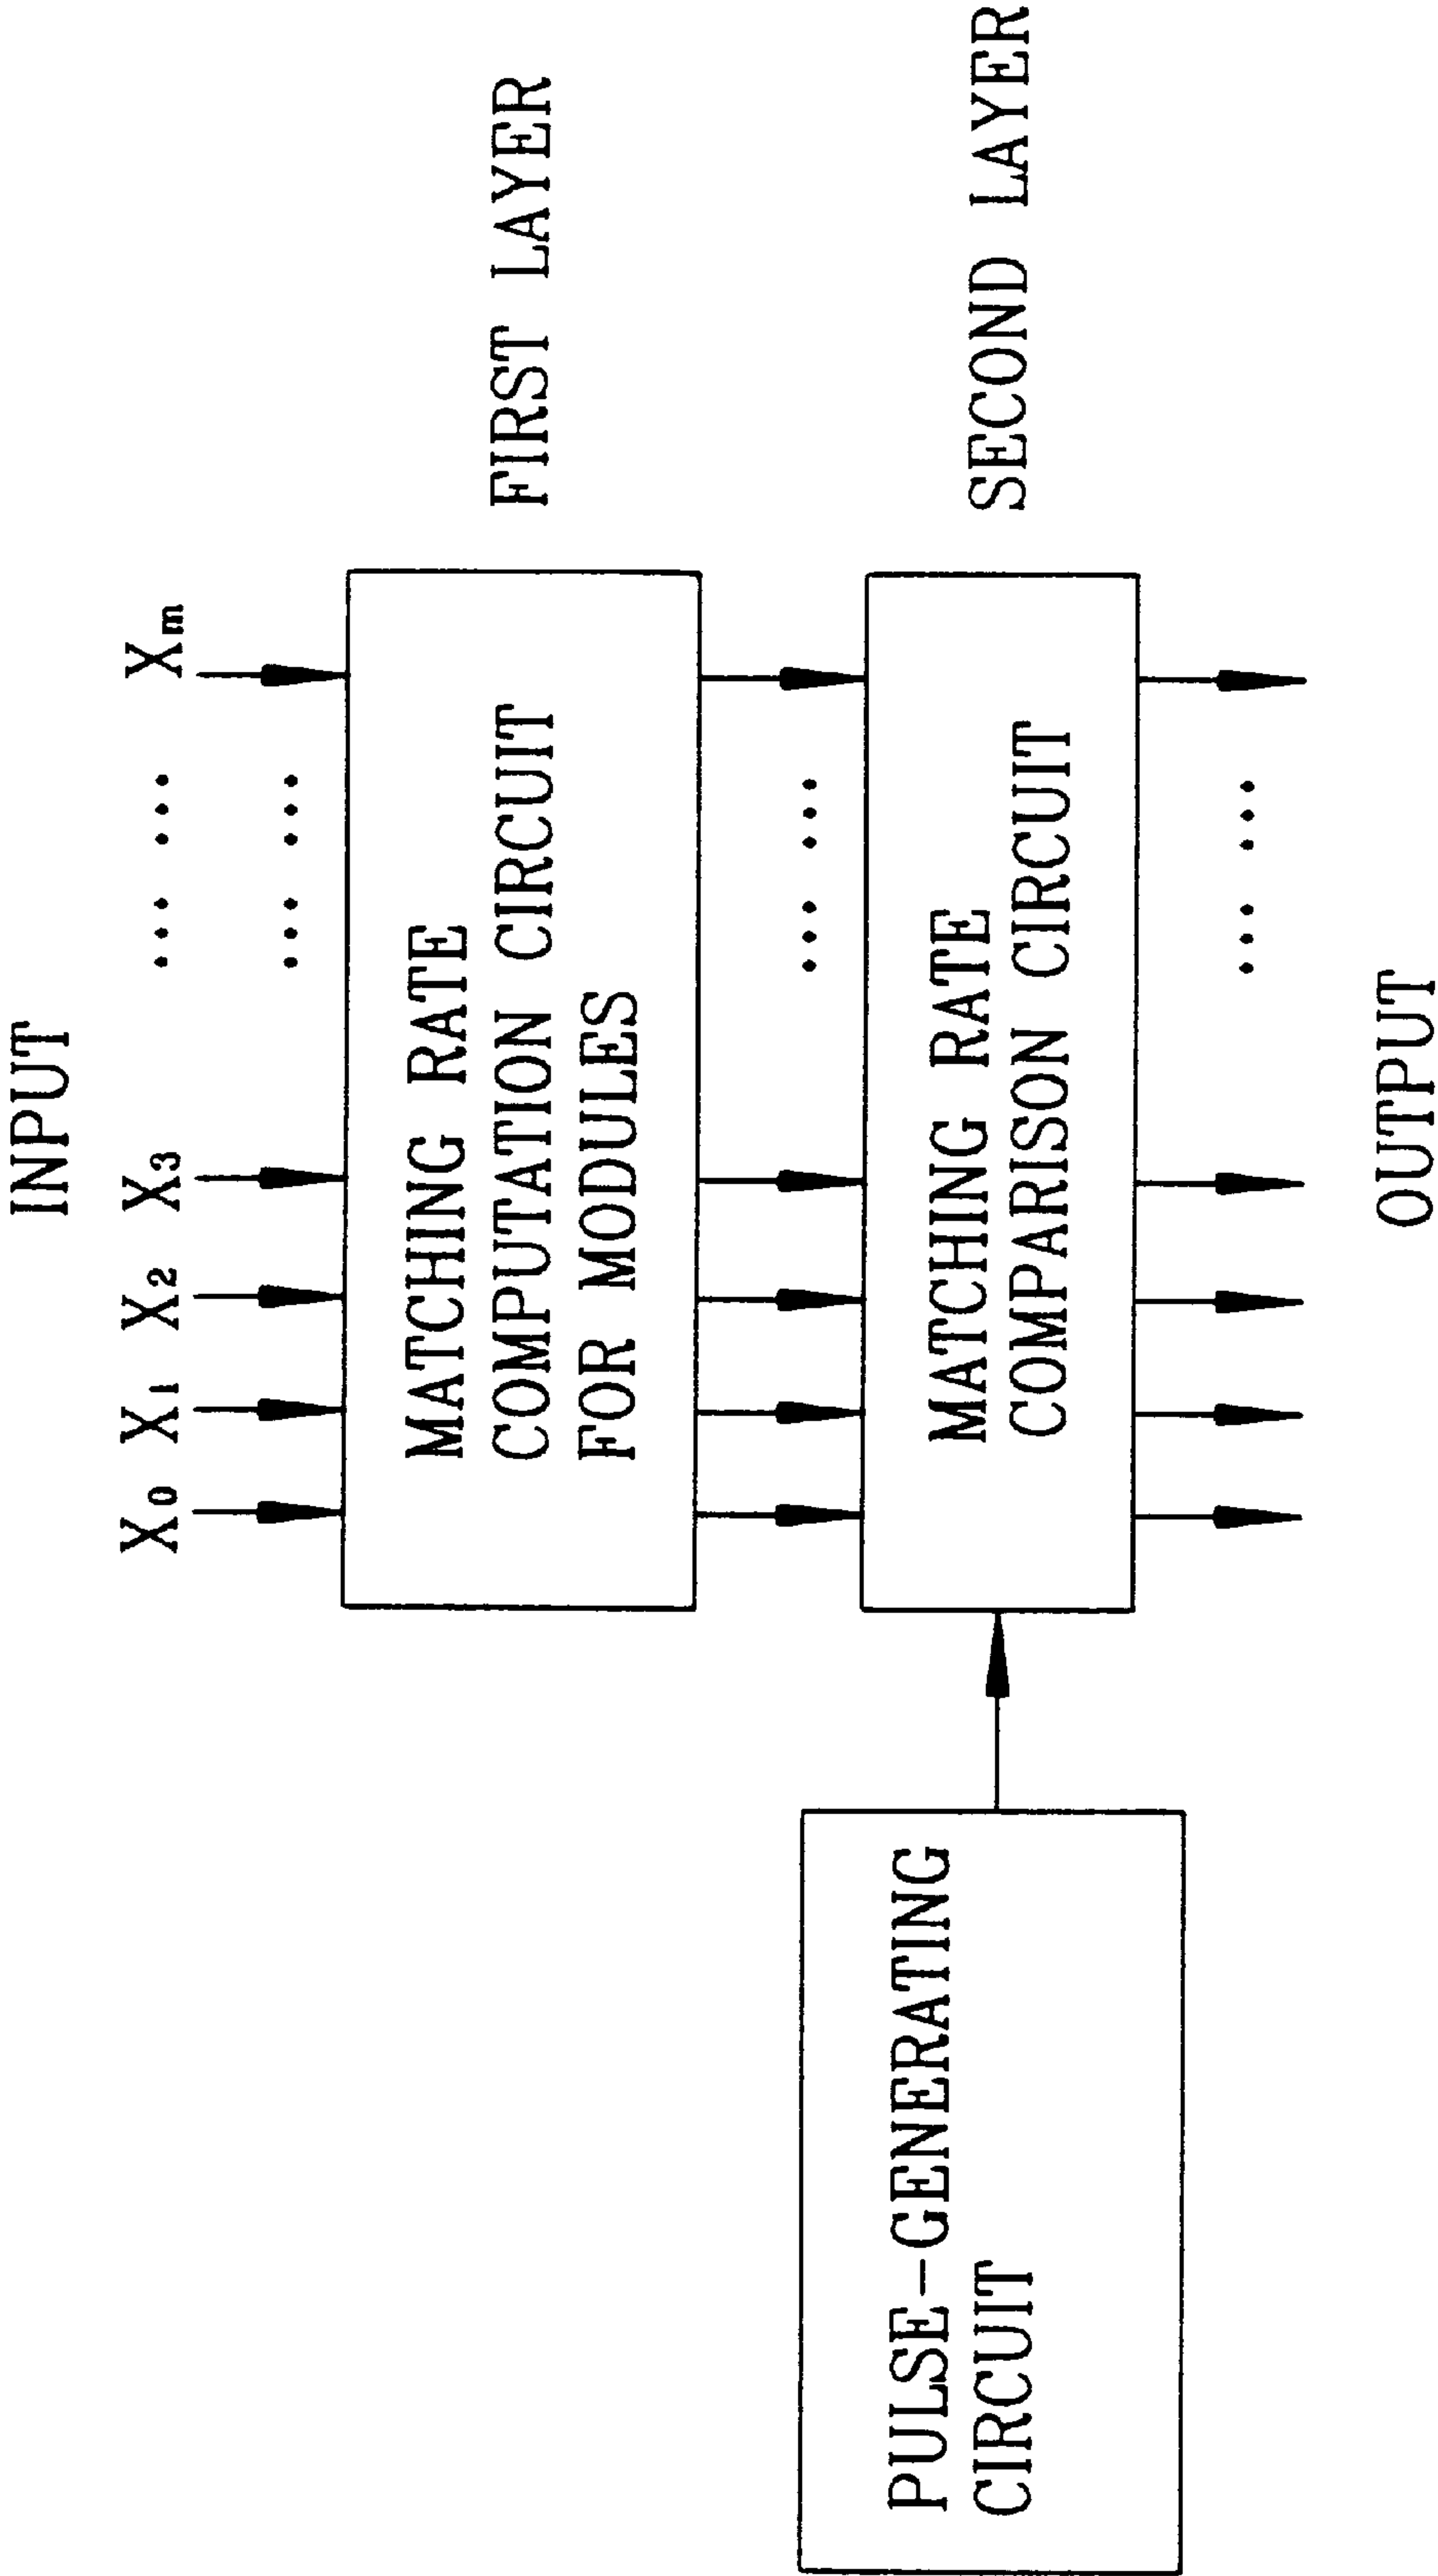 INPUT
X0 X1 X2 X3 ... ... Xm
... ...
MATCHING RATE
COMPUTATION CIRCUIT
FOR MODULES
FIRST LAYER
... ...
PULSE-GENERATING
CIRCUIT
MATCHING RATE
COMPARISON CIRCUIT
SECOND LAYER
... ...
OUTPUT